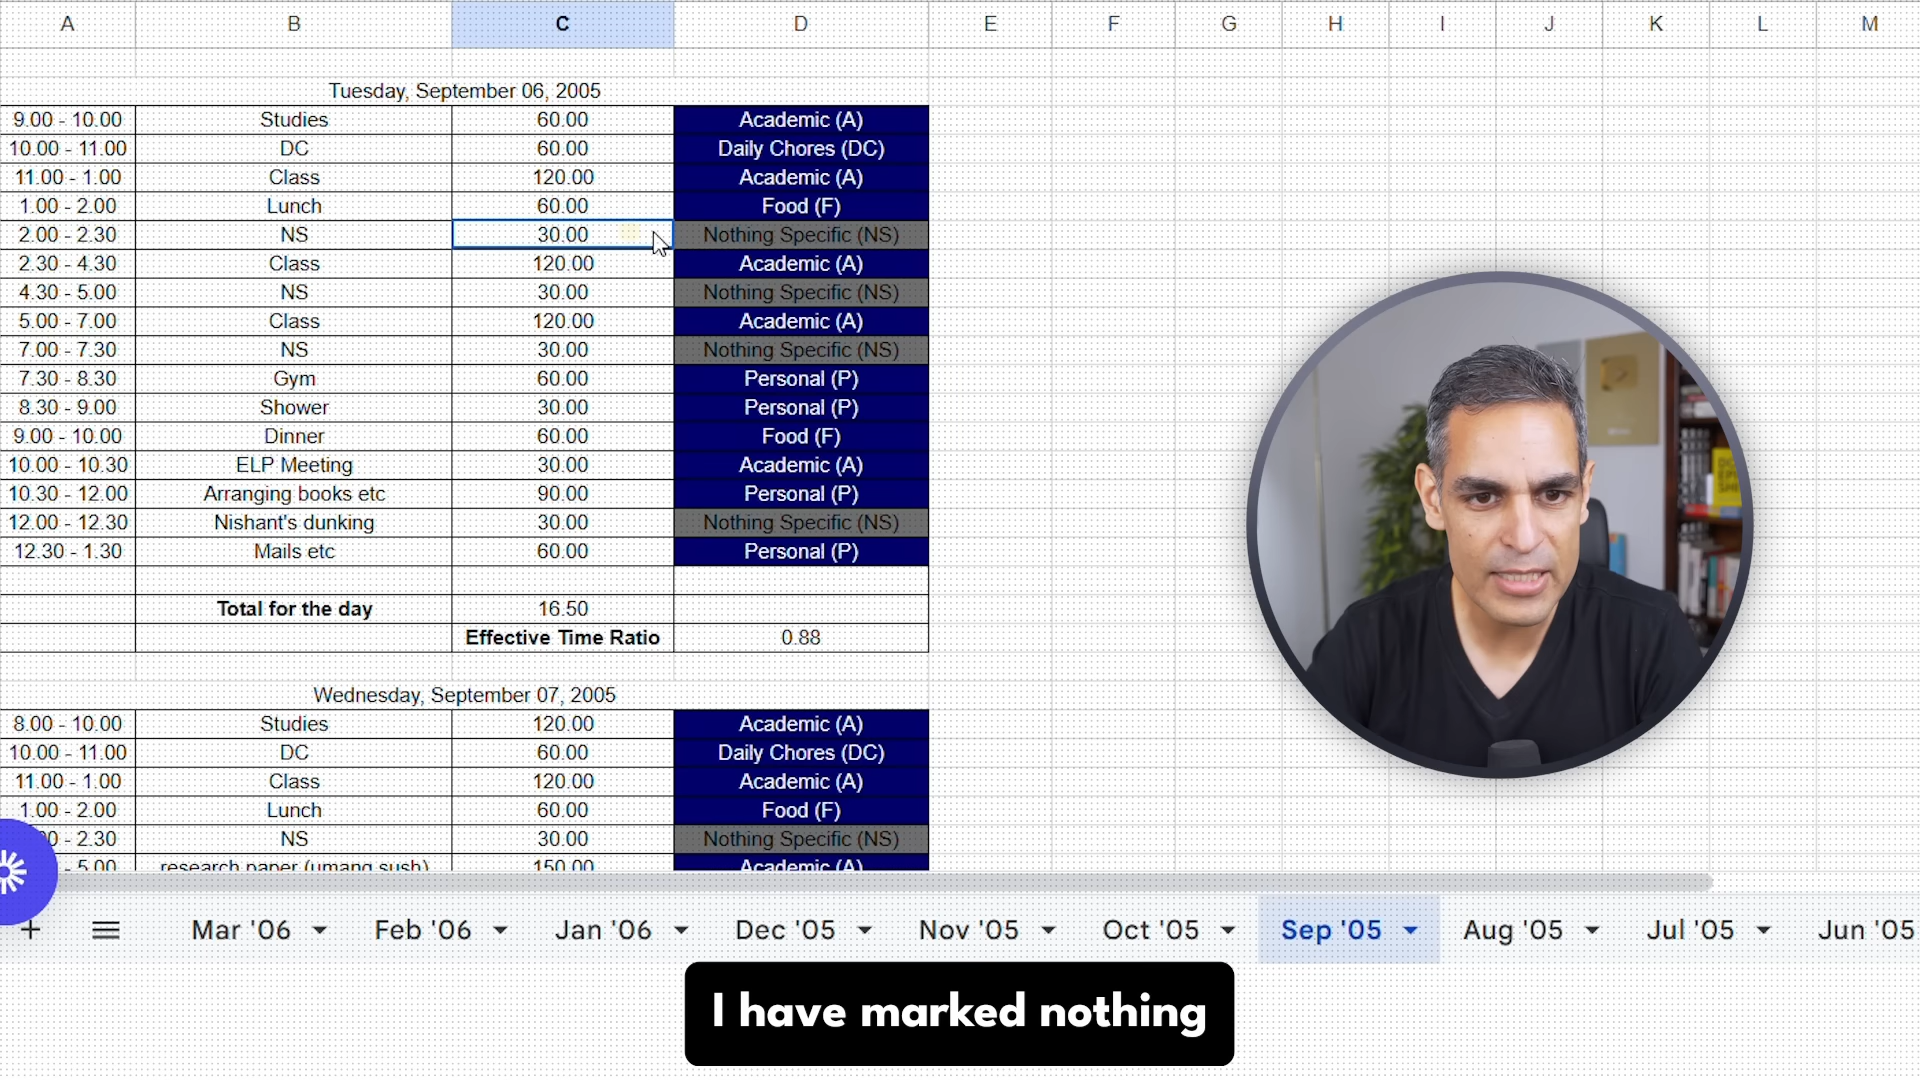 A B C D E F G H I J K L M
Tuesday, September 06, 2005
9.00 - 10.00 Studies 60.00 Academic (A)
10.00 - 11.00 DC 60.00 Daily Chores (DC)
11.00 - 1.00 Class 120.00 Academic (A)
1.00 - 2.00 Lunch 60.00 Food (F)
2.00 - 2.30 NS 30.00 Nothing Specific (NS)
2.30 - 4.30 Class 120.00 Academic (A)
4.30 - 5.00 NS 30.00 Nothing Specific (NS)
5.00 - 7.00 Class 120.00 Academic (A)
7.00 - 7.30 NS 30.00 Nothing Specific (NS)
7.30 - 8.30 Gym 60.00 Personal (P)
8.30 - 9.00 Shower 30.00 Personal (P)
9.00 - 10.00 Dinner 60.00 Food (F)
10.00 - 10.30 ELP Meeting 30.00 Academic (A)
10.30 - 12.00 Arranging books etc 90.00 Personal (P)
12.00 - 12.30 Nishant's dunking 30.00 Nothing Specific (NS)
12.30 - 1.30 Mails etc 60.00 Personal (P)
Total for the day 16.50
Effective Time Ratio 0.88
Wednesday, September 07, 2005
8.00 - 10.00 Studies 120.00 Academic (A)
10.00 - 11.00 DC 60.00 Daily Chores (DC)
11.00 - 1.00 Class 120.00 Academic (A)
1.00 - 2.00 Lunch 60.00 Food (F)
- 2.30 NS 30.00 Nothing Specific (NS)
- 5.00 research paper (umang sush) 150.00 Academic (A)
Mar '06 Feb '06 Jan '06 Dec '05 Nov '05 Oct '05 Sep '05 Aug '05 Jul '05 Jun '05
I have marked nothing